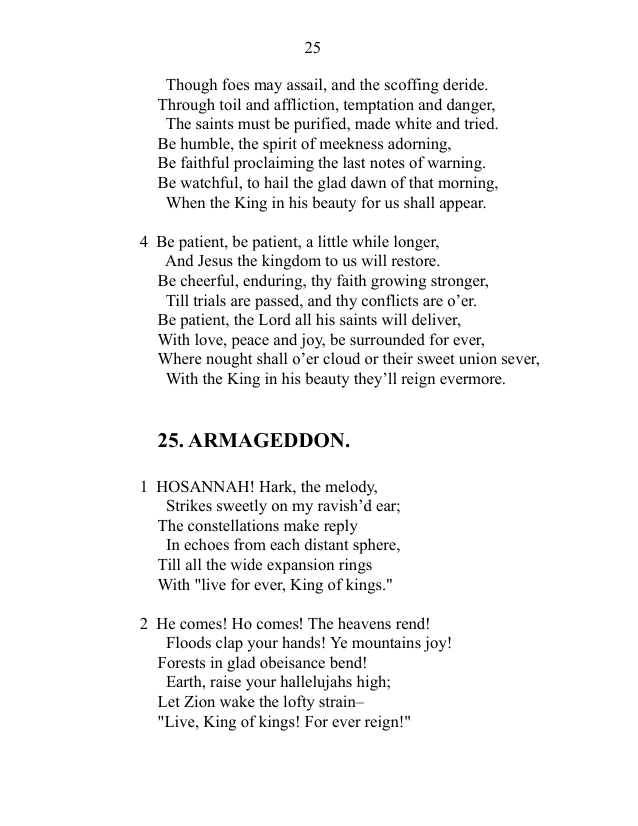 25
Though foes may assail, and the scoffing deride.
Through toil and affliction, temptation and danger,
The saints must be purified, made white and tried.
Be humble, the spirit of meekness adorning,
Be faithful proclaiming the last notes of warning.
Be watchful, to hail the glad dawn of that morning,
When the King in his beauty for us shall appear.
4 Be patient, be patient, a little while longer,
And Jesus the kingdom to us will restore.
Be cheerful, enduring, thy faith growing stronger,
Till trials are passed, and thy conflicts are o’er.
Be patient, the Lord all his saints will deliver,
With love, peace and joy, be surrounded for ever,
Where nought shall o’er cloud or their sweet union sever,
With the King in his beauty they’ll reign evermore.
25. ARMAGEDDON.
1 HOSANNAH! Hark, the melody,
Strikes sweetly on my ravish’d ear;
The constellations make reply
In echoes from each distant sphere,
Till all the wide expansion rings
With "live for ever, King of kings."
2 He comes! Ho comes! The heavens rend!
Floods clap your hands! Ye mountains joy!
Forests in glad obeisance bend!
Earth, raise your hallelujahs high;
Let Zion wake the lofty strain–
"Live, King of kings! For ever reign!"